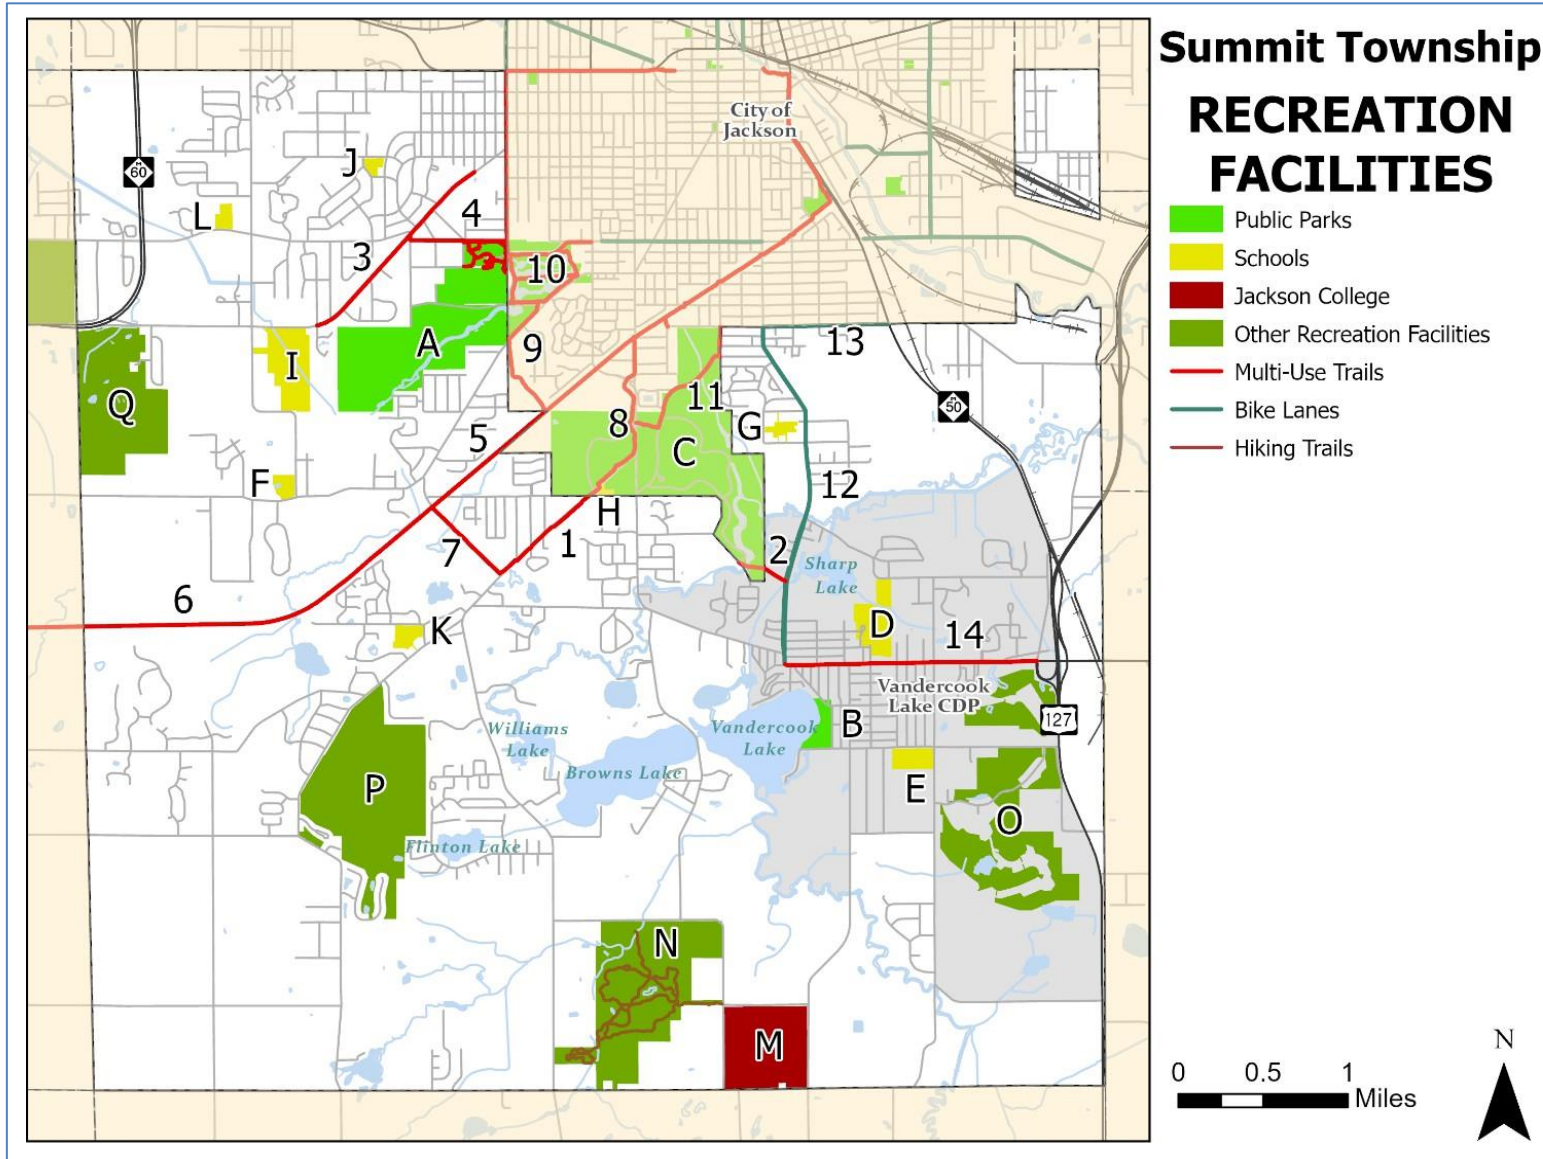 Summit Township
RECREATION
FACILITIES
Public Parks
Schools
Jackson College
Other Recreation Facilities
Multi-Use Trails
Bike Lanes
Hiking Trails
City of
Jackson
M
60
J
L
4
3
10
A
9
13
I
Q
11
M
50
8
G
5
C
F
12
H
7
1
2
Sharp
Lake
6
K
D
14
Vandercook
Lake CDP
127
B
Williams
Lake
Vandercook
Lake
Browns Lake
P
E
O
Flinton Lake
N
M
N
0 0.5 1
Miles